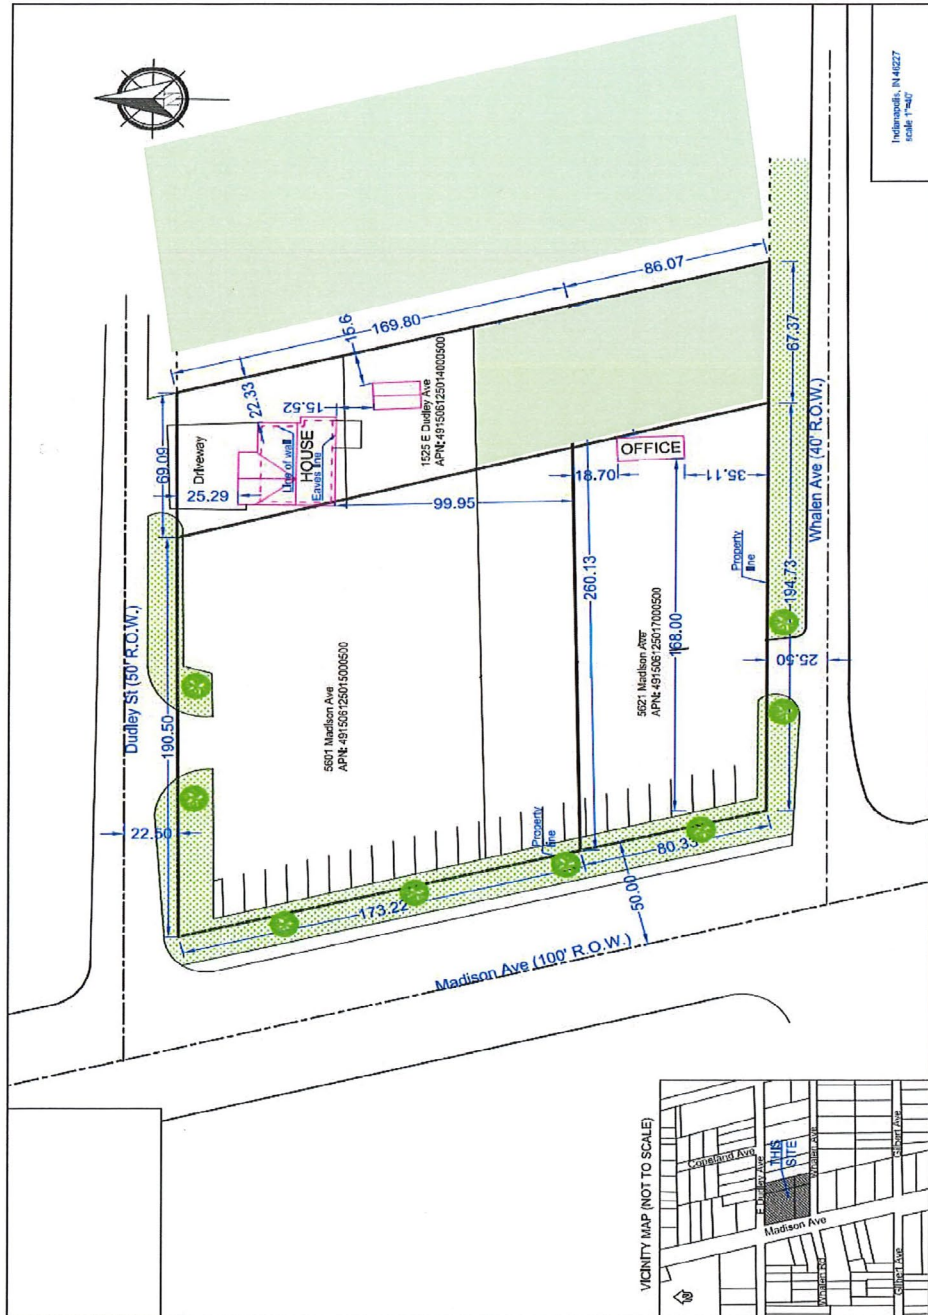 Indianapolis, IN 46227
scale 1"=40'
86.07
169.80
15.6
67.37
22.33
1525 E Dudley Ave
APN: 491506125014000500
69.09
Driveway
25.29
Line of wall
HOUSE
Eaves line
15.52
OFFICE
18.70
35.11
99.95
Whalen Ave (40' R.O.W.)
Property
line
260.13
194.73
168.00
Dudley St (50' R.O.W.)
190.50
5601 Madison Ave
APN: 491506125015000500
5621 Madison Ave
APN: 491506125017000500
25.50
22.50
Property
line
80.33
173.22
50.00
Madison Ave (100' R.O.W.)
VICINITY MAP (NOT TO SCALE)
N
Copeland Ave
E Dudley Ave
THIS
SITE
Whalen Ave
Gilbert Ave
Madison Ave
Whalen Rd
Gilbert Ave